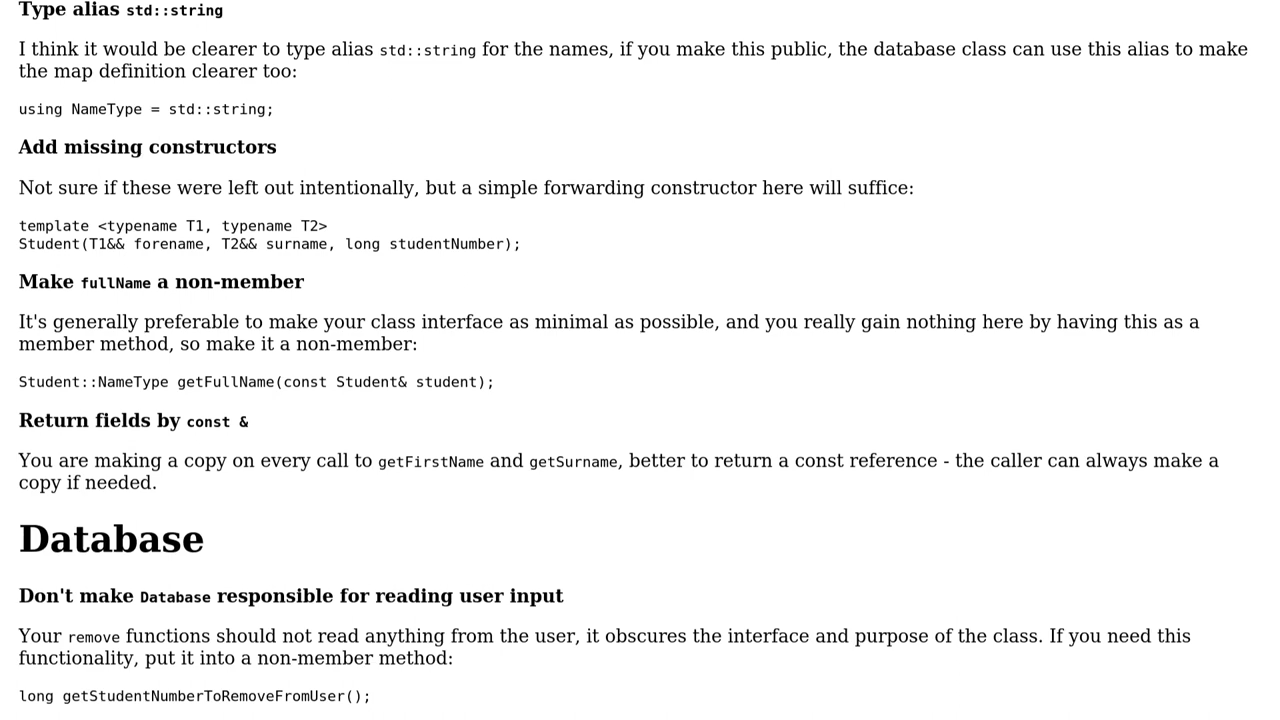 Type alias std::string
I think it would be clearer to type alias std::string for the names, if you make this public, the database class can use this alias to make
the map definition clearer too:
using NameType = std::string;
Add missing constructors
Not sure if these were left out intentionally, but a simple forwarding constructor here will suffice:
template <typename T1, typename T2>
Student(T1&& forename, T2&& surname, long studentNumber);
Make fullName a non-member
It's generally preferable to make your class interface as minimal as possible, and you really gain nothing here by having this as a
member method, so make it a non-member:
Student::NameType getFullName(const Student& student);
Return fields by const &
You are making a copy on every call to getFirstName and getSurname, better to return a const reference - the caller can always make a
copy if needed.
Database
Don't make Database responsible for reading user input
Your remove functions should not read anything from the user, it obscures the interface and purpose of the class. If you need this
functionality, put it into a non-member method:
long getStudentNumberToRemoveFromUser();